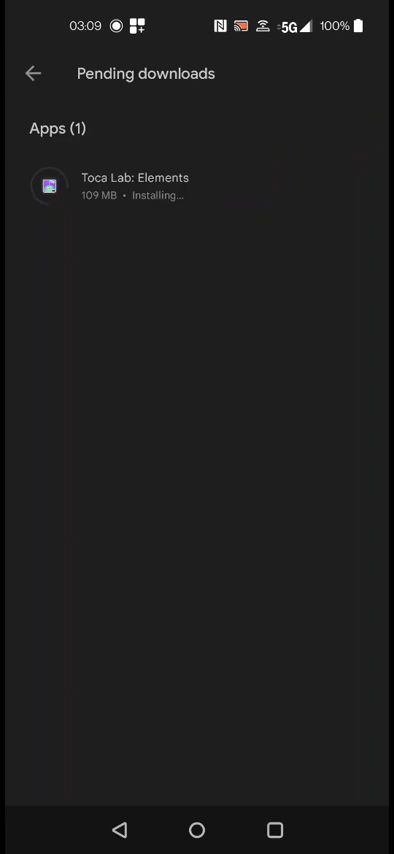 03:09 5G 100%
Pending downloads
Apps (1)
Toca Lab: Elements
109 MB • Installing...